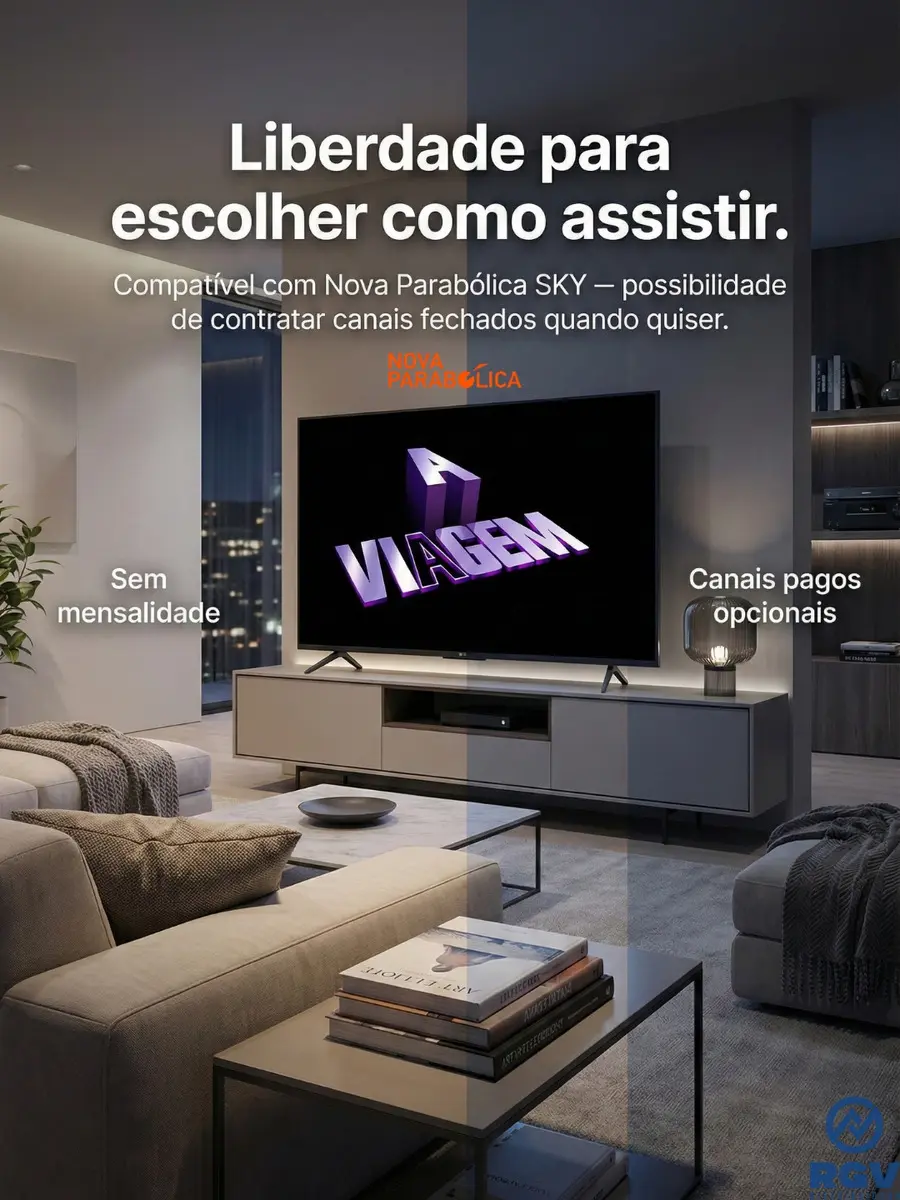 Liberdade para
escolher como assistir.
Compatível com Nova Parabólica SKY — possibilidade
de contratar canais fechados quando quiser.
NOVA
PARABÓLICA
A
VIAGEM
Sem
mensalidade
Canais pagos
opcionais
RGV